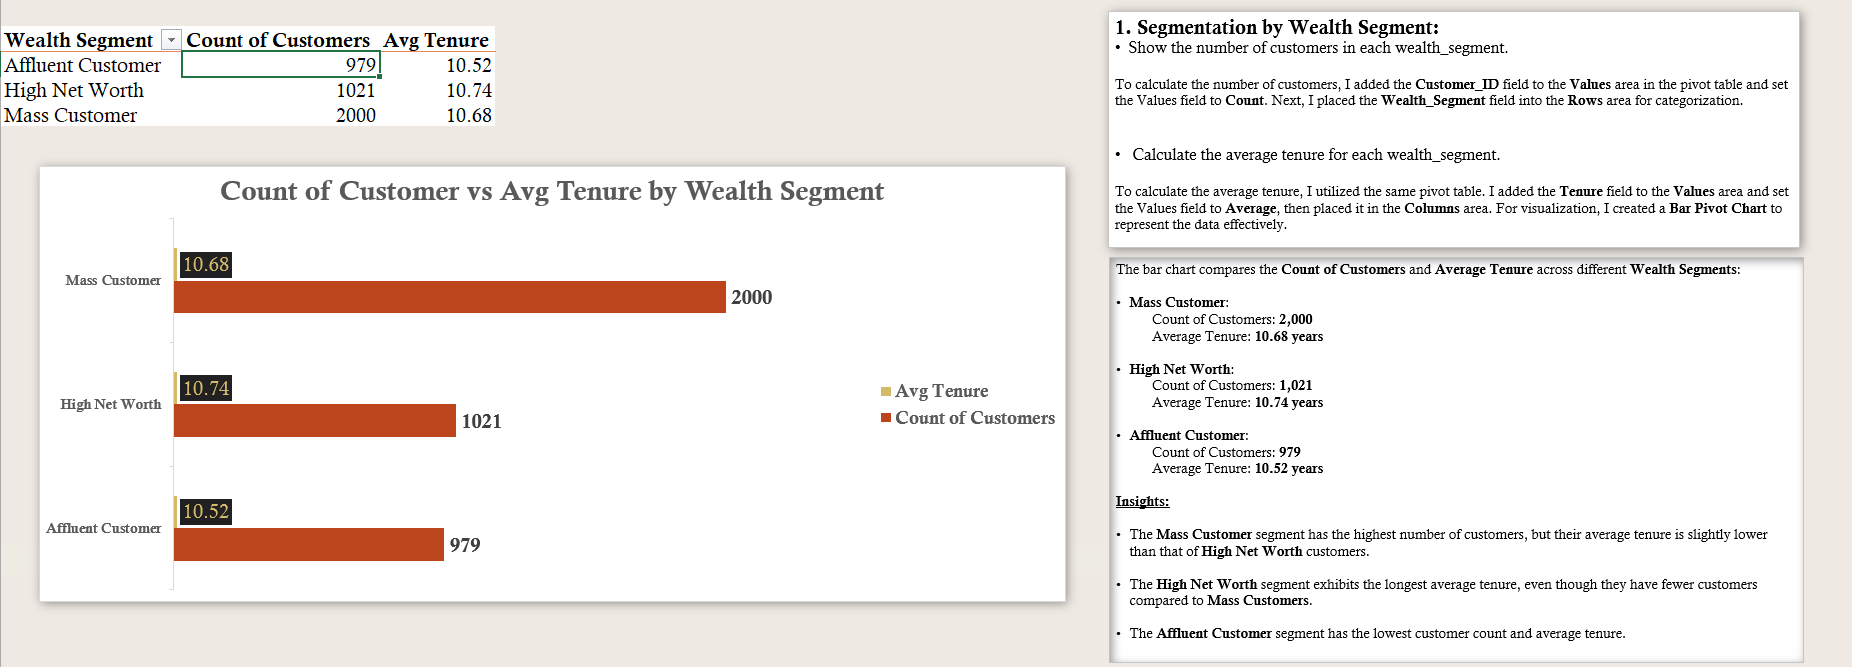 Wealth Segment Count of Customers Avg Tenure
Affluent Customer 979 10.52
High Net Worth 1021 10.74
Mass Customer 2000 10.68
Count of Customer vs Avg Tenure by Wealth Segment
10.68
Mass Customer
2000
10.74
High Net Worth
1021
10.52
Affluent Customer
979
Avg Tenure
Count of Customers
1. Segmentation by Wealth Segment:
• Show the number of customers in each wealth_segment.
To calculate the number of customers, I added the Customer_ID field to the Values area in the pivot table and set
the Values field to Count. Next, I placed the Wealth_Segment field into the Rows area for categorization.
• Calculate the average tenure for each wealth_segment.
To calculate the average tenure, I utilized the same pivot table. I added the Tenure field to the Values area and set
the Values field to Average, then placed it in the Columns area. For visualization, I created a Bar Pivot Chart to
represent the data effectively.
The bar chart compares the Count of Customers and Average Tenure across different Wealth Segments:
• Mass Customer:
Count of Customers: 2,000
Average Tenure: 10.68 years
• High Net Worth:
Count of Customers: 1,021
Average Tenure: 10.74 years
• Affluent Customer:
Count of Customers: 979
Average Tenure: 10.52 years
Insights:
• The Mass Customer segment has the highest number of customers, but their average tenure is slightly lower
than that of High Net Worth customers.
• The High Net Worth segment exhibits the longest average tenure, even though they have fewer customers
compared to Mass Customers.
• The Affluent Customer segment has the lowest customer count and average tenure.